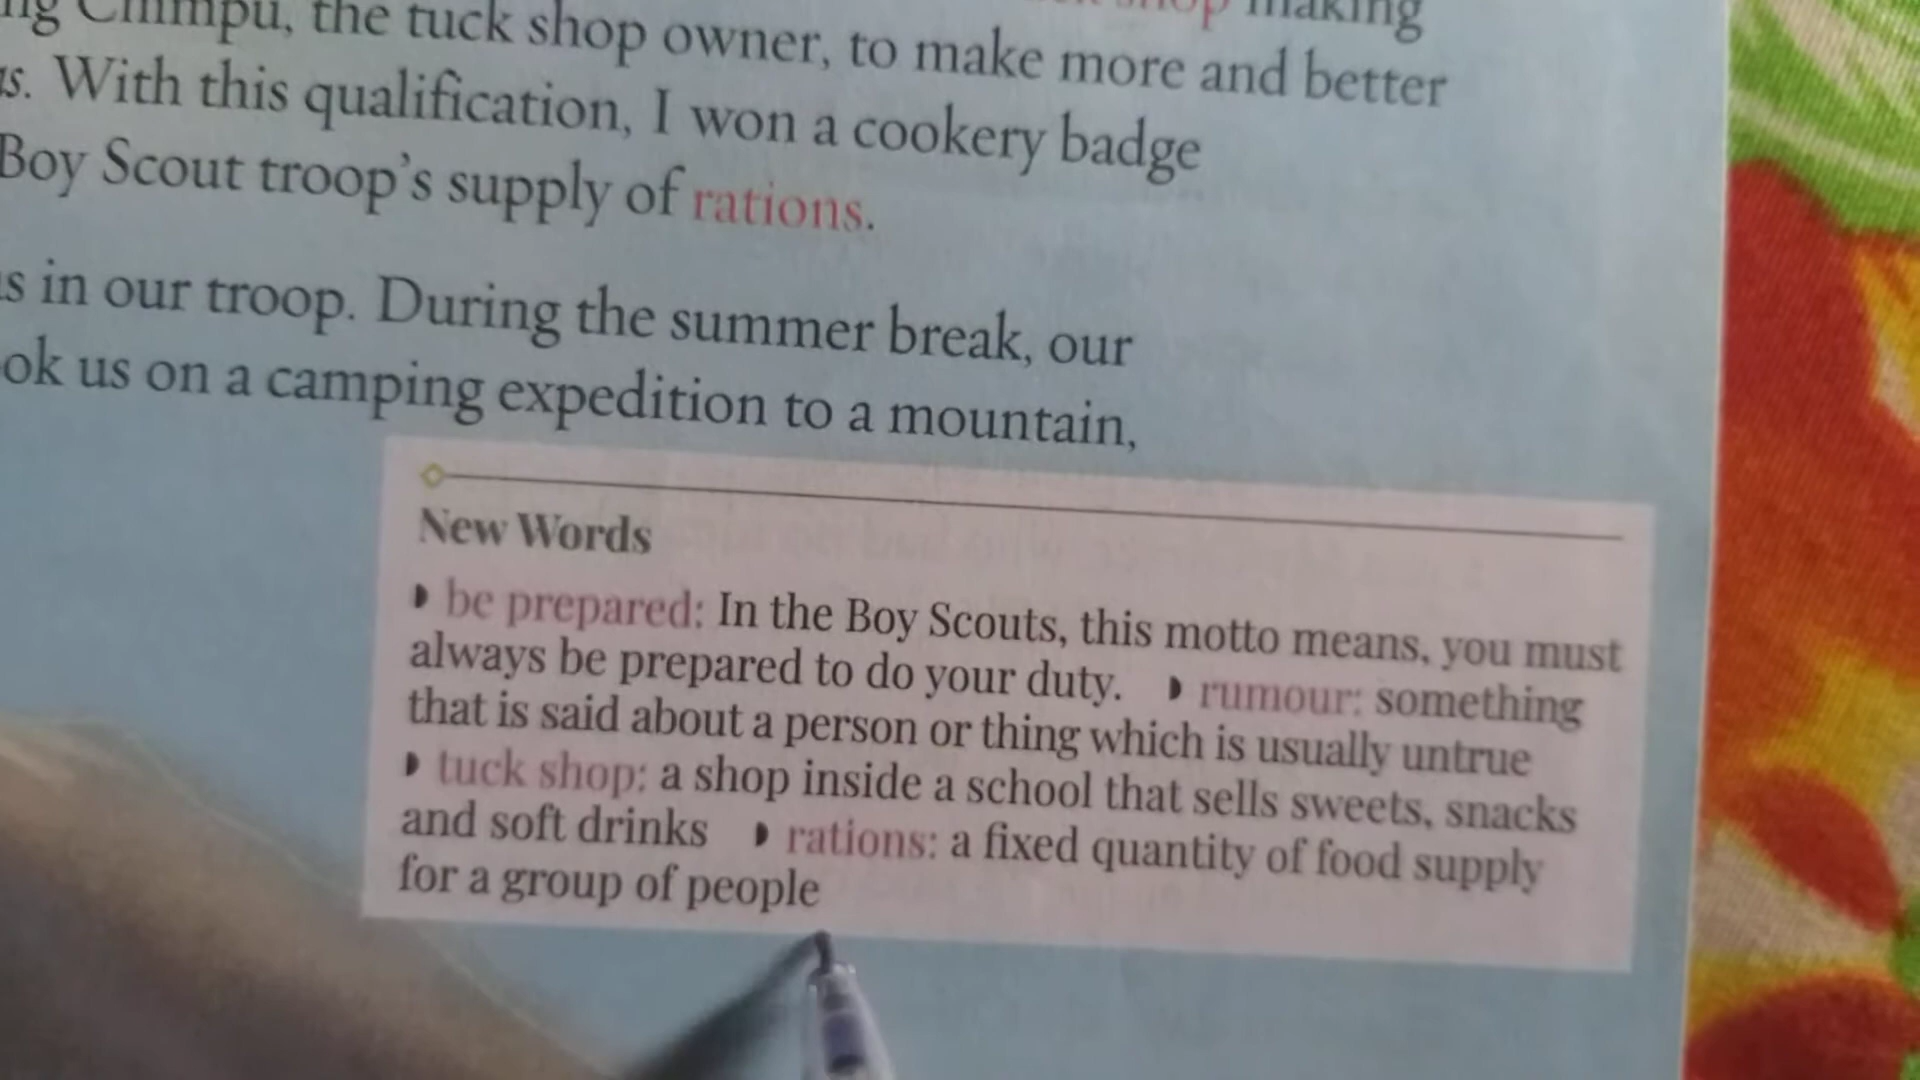 making
Chimpu, the tuck shop owner, to make more and better
With this qualification, I won a cookery badge
Boy Scout troop's supply of rations.
in our troop. During the summer break, our
us on a camping expedition to a mountain,
New Words
be prepared: In the Boy Scouts, this motto means, you must
always be prepared to do your duty. rumour: something
that is said about a person or thing which is usually untrue
tuck shop: a shop inside a school that sells sweets, snacks
and soft drinks rations: a fixed quantity of food supply
for a group of people